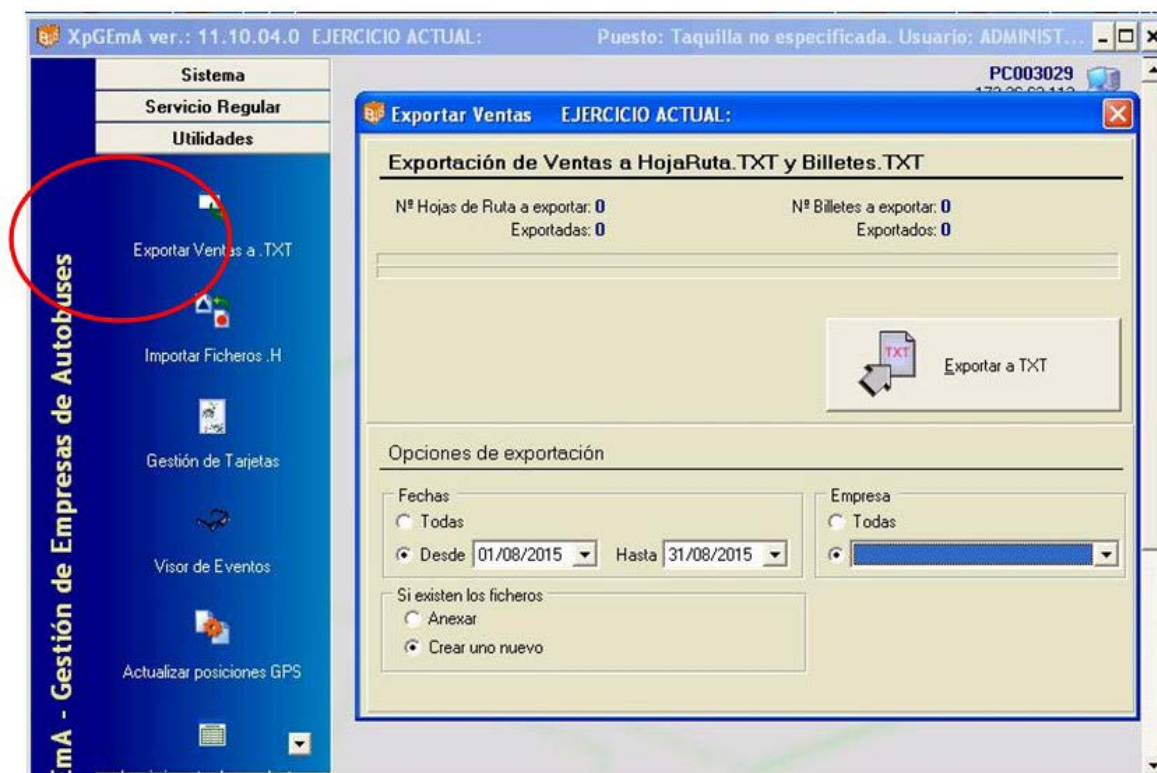 XpGEmA ver.: 11.10.04.0 EJERCICIO ACTUAL: Puesto: Taquilla no especificada. Usuario: ADMINIST...
Sistema
Servicio Regular
Utilidades
Exportar Ventas a .TXT
Importar Ficheros .H
Gestión de Tarjetas
Visor de Eventos
Actualizar posiciones GPS
EmA - Gestión de Empresas de Autobuses
PC003029
Exportar Ventas EJERCICIO ACTUAL:
Exportación de Ventas a HojaRuta.TXT y Billetes.TXT
Nº Hojas de Ruta a exportar: 0 Nº Billetes a exportar: 0
Exportadas: 0 Exportados: 0
TXT
Exportar a TXT
Opciones de exportación
Fechas
Todas
Desde 01/08/2015 Hasta 31/08/2015
Empresa
Todas
Si existen los ficheros
Anexar
Crear uno nuevo